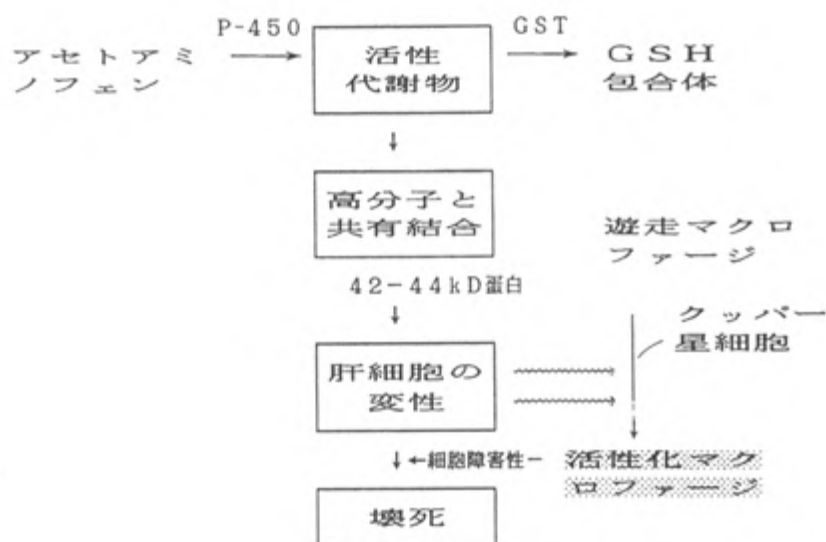 P-450
GST
アセトアミ
ノフェン
活性
代謝物
GSH
包合体
高分子と
共有結合
遊走マクロ
ファージ
42-44kD蛋白
クッパー
星細胞
肝細胞の
変性
細胞障害性
活性化マク
ロファージ
壊死